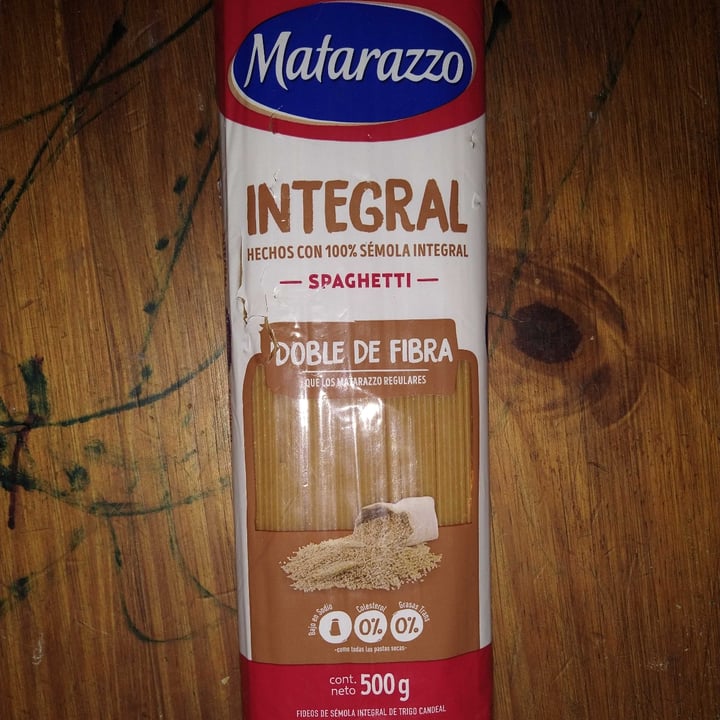 Matarazzo
INTEGRAL
HECHOS CON 100% SÉMOLA INTEGRAL
— SPAGHETTI —
DOBLE DE FIBRA
QUE LOS MATARAZZO REGULARES
Bajo en Sodio
Colesterol
0%
Grasas Trans
0%
-como todas las pastas secas-
cont. neto 500 g
FIDEOS DE SÉMOLA INTEGRAL DE TRIGO CANDEAL